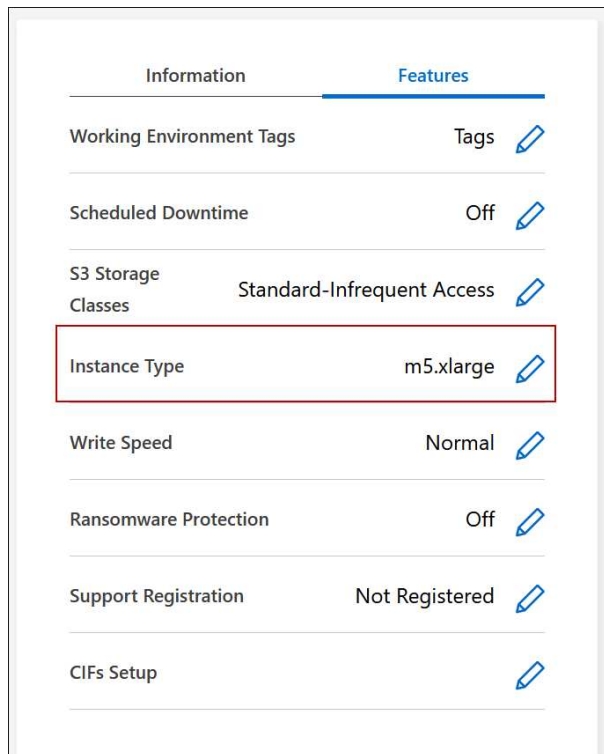 Information Features
Working Environment Tags Tags
Scheduled Downtime Off
S3 Storage
Classes Standard-Infrequent Access
Instance Type m5.xlarge
Write Speed Normal
Ransomware Protection Off
Support Registration Not Registered
CIFs Setup